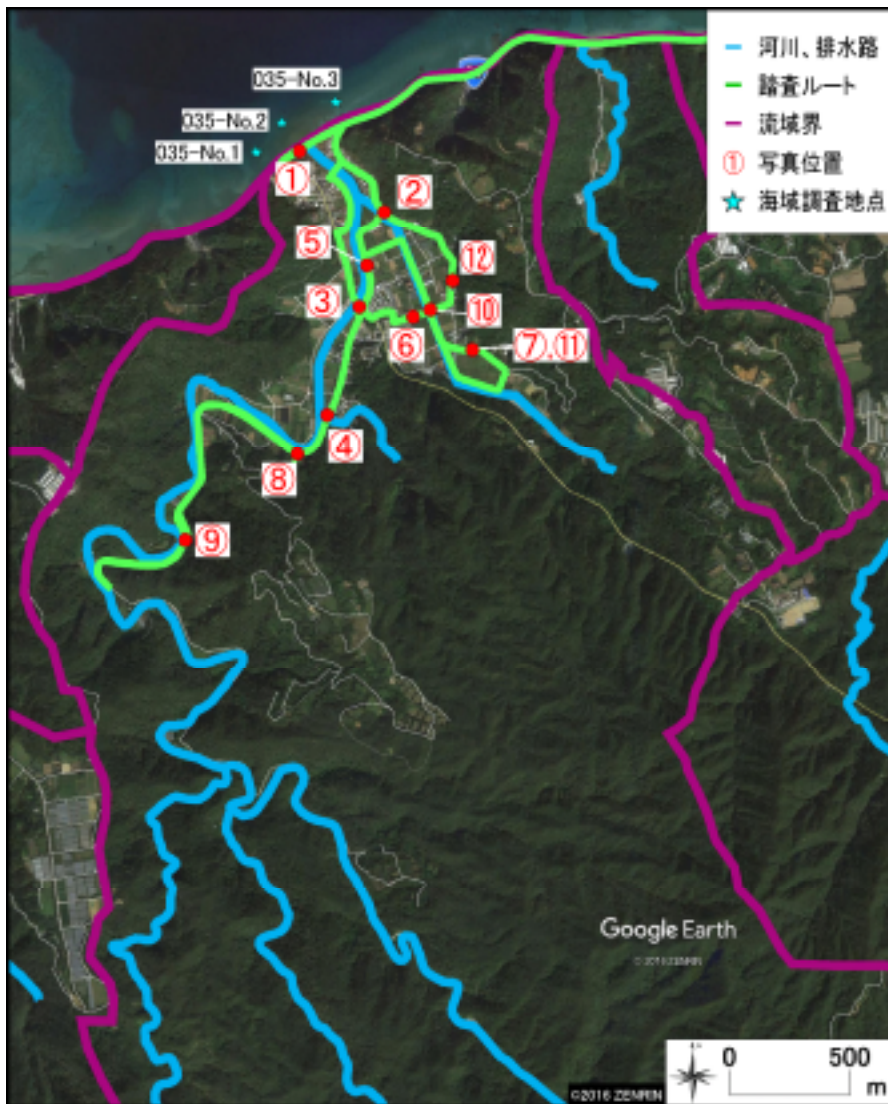 河川、排水路
踏査ルート
流域界
① 写真位置
海域調査地点
035-No.3
035-No.2
035-No.1
①
②
⑤
⑫
③
⑩
⑥
⑦,⑪
④
⑧
⑨
Google Earth
© 2016 ZENRIN
0 500
m
©2016 ZENRIN